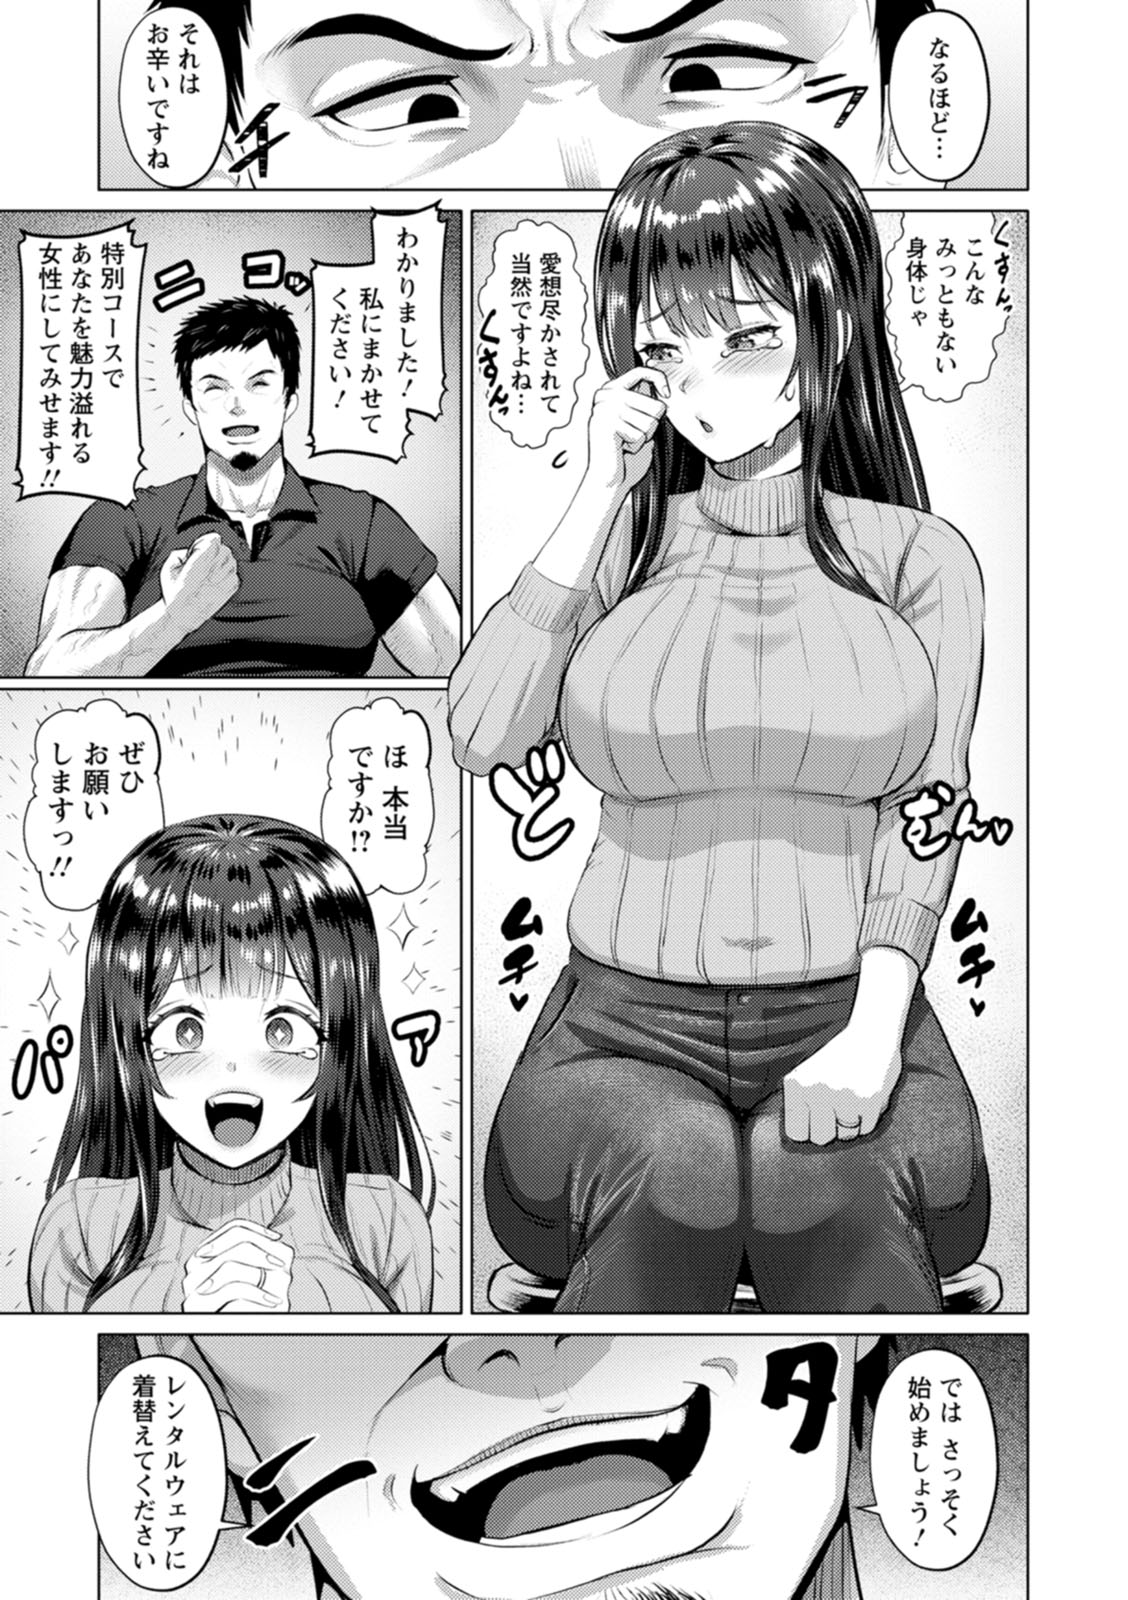 なるほど…
それは
お辛いですね
ギ
ギ
こんな
みっともない
身体じゃ
くすん
愛想尽かされて
当然ですよね…
くすん
どど
むんっ♥
ムチ♥
ムチ♥
わかりました!
私にまかせて
ください!
ニコッ
特別コースで
あなたを魅力溢れる
女性にしてみせます!!
ほ 本当
ですか!?
ぜひ
お願い
しますっ!!
パア
では さっそく
始めましょう!
ニタ
レンタルウェアに
着替えてください